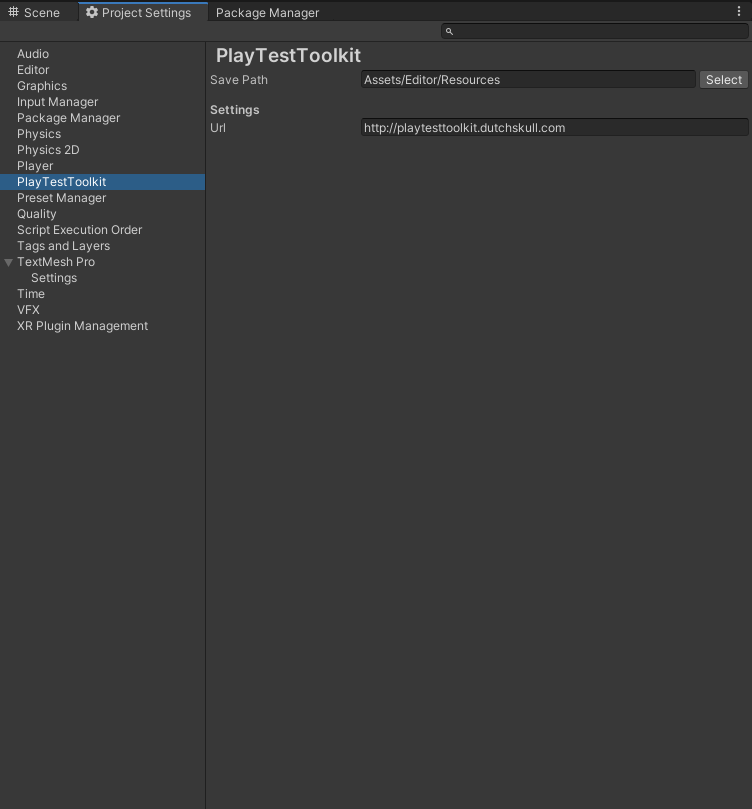 Scene
Project Settings
Package Manager
Audio
Editor
Graphics
Input Manager
Package Manager
Physics
Physics 2D
Player
PlayTestToolkit
Preset Manager
Quality
Script Execution Order
Tags and Layers
TextMesh Pro
Settings
Time
VFX
XR Plugin Management
PlayTestToolkit
Save Path Assets/Editor/Resources Select
Settings
Url http://playtesttoolkit.dutchskull.com